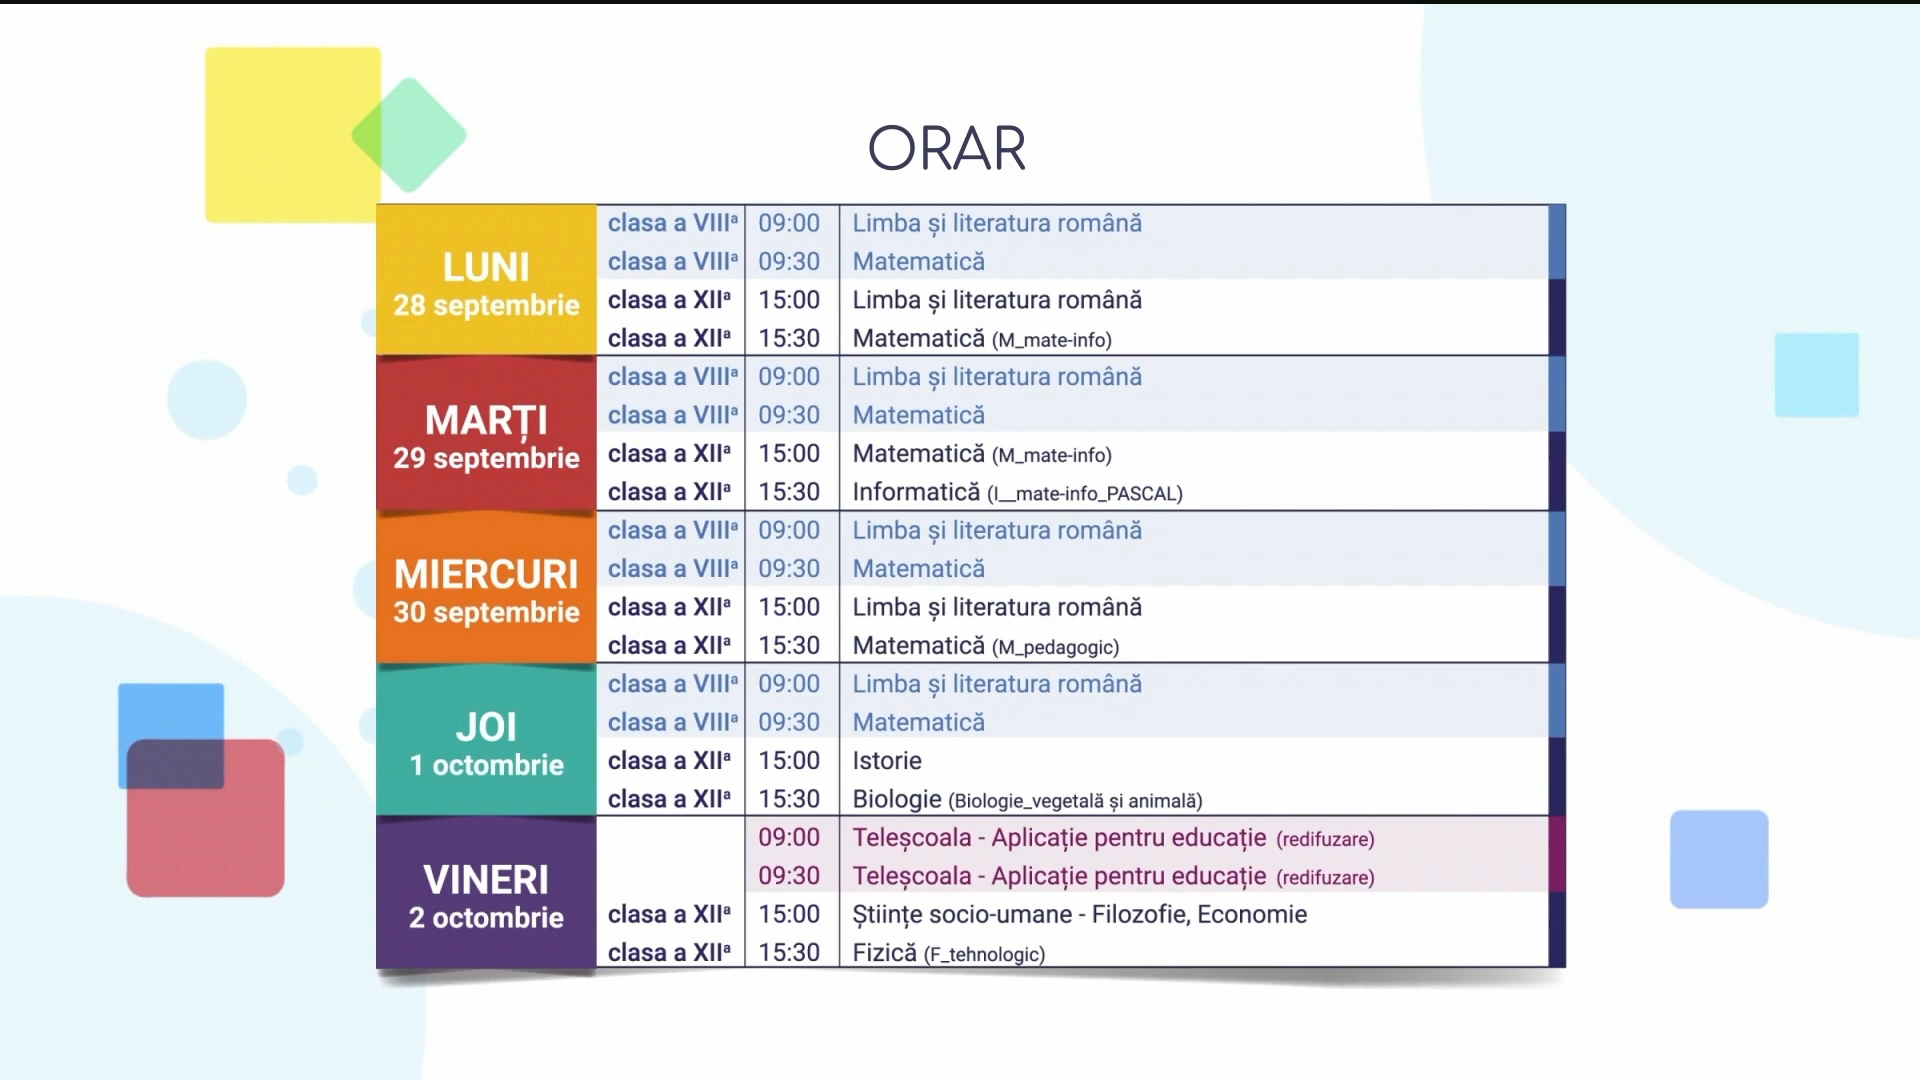 ORAR
LUNI
28 septembrie
clasa a VIIIª 09:00 Limba și literatura română
clasa a VIIIª 09:30 Matematică
clasa a XIIª 15:00 Limba și literatura română
clasa a XIIª 15:30 Matematică (M_mate-info)
MARȚI
29 septembrie
clasa a VIIIª 09:00 Limba și literatura română
clasa a VIIIª 09:30 Matematică
clasa a XIIª 15:00 Matematică (M_mate-info)
clasa a XIIª 15:30 Informatică (I__mate-info_PASCAL)
MIERCURI
30 septembrie
clasa a VIIIª 09:00 Limba și literatura română
clasa a VIIIª 09:30 Matematică
clasa a XIIª 15:00 Limba și literatura română
clasa a XIIª 15:30 Matematică (M_pedagogic)
JOI
1 octombrie
clasa a VIIIª 09:00 Limba și literatura română
clasa a VIIIª 09:30 Matematică
clasa a XIIª 15:00 Istorie
clasa a XIIª 15:30 Biologie (Biologie_vegetală și animală)
VINERI
2 octombrie
09:00 Teleșcoala - Aplicație pentru educație (redifuzare)
09:30 Teleșcoala - Aplicație pentru educație (redifuzare)
clasa a XIIª 15:00 Științe socio-umane - Filozofie, Economie
clasa a XIIª 15:30 Fizică (F_tehnologic)